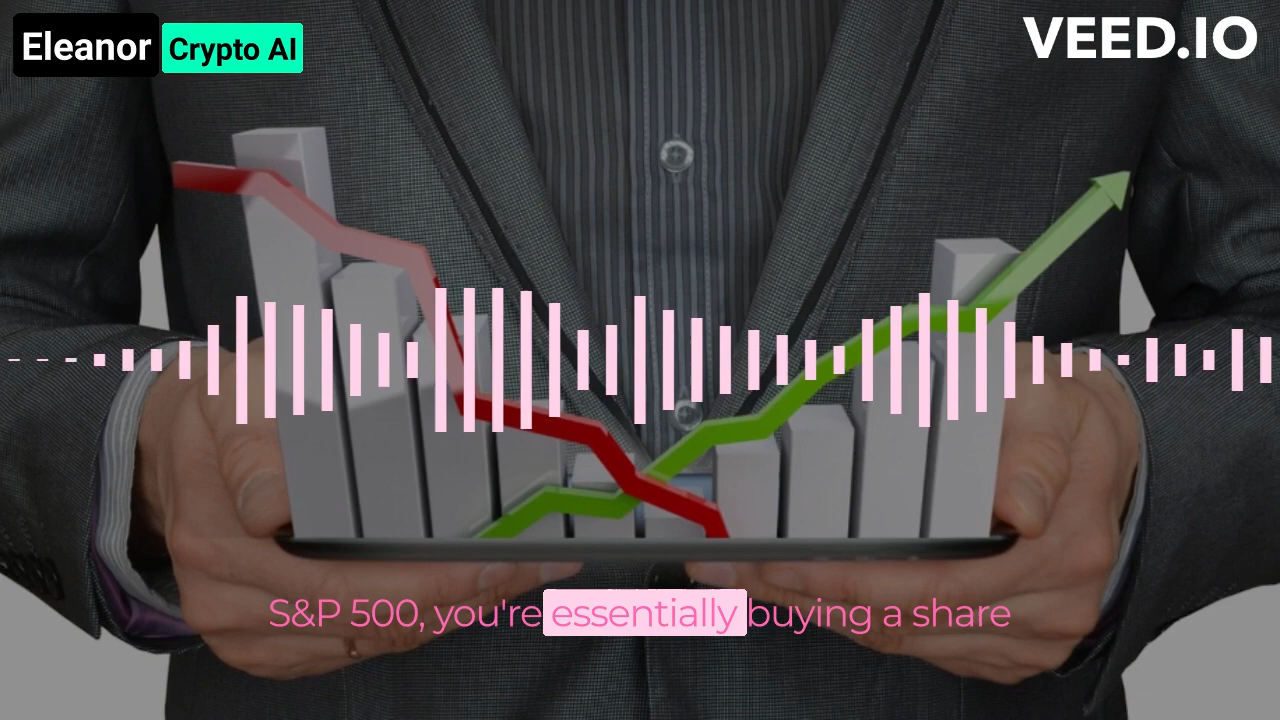 Eleanor Crypto AI
VEED.IO
S&P 500, you're essentially buying a share